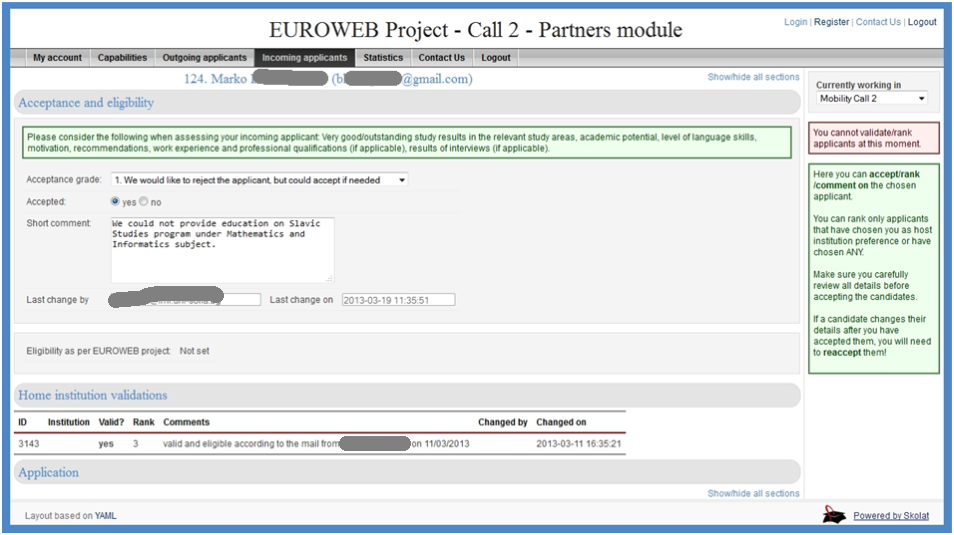 Login | Register | Contact Us | Logout
EUROWEB Project - Call 2 - Partners module
My account Capabilities Outgoing applicants Incoming applicants Statistics Contact Us Logout
124. Marko (b @gmail.com)
Show/hide all sections
Acceptance and eligibility
Please consider the following when assessing your incoming applicant: Very good/outstanding study results in the relevant study areas, academic potential, level of language skills,
motivation, recommendations, work experience and professional qualifications (if applicable), results of interviews (if applicable).
Acceptance grade: 1. We would like to reject the applicant, but could accept if needed
Accepted: yes no
Short comment: We could not provide education on Slavic
Studies program under Mathematics and
Informatics subject.
Last change by Last change on 2013-03-19 11:35:51
Eligibility as per EUROWEB project: Not set
Home institution validations
ID Institution Valid? Rank Comments Changed by Changed on
3143 yes 3 valid and eligible according to the mail from on 11/03/2013 2013-03-11 16:35:21
Application
Show/hide all sections
Currently working in
Mobility Call 2
You cannot validate/rank
applicants at this moment.
Here you can accept/rank
/comment on the chosen
applicant.
You can rank only applicants
that have chosen you as host
institution preference or have
chosen ANY.
Make sure you carefully
review all details before
accepting the candidates.
If a candidate changes their
details after you have
accepted them, you will need
to reaccept them!
Layout based on YAML
Powered by Skolat